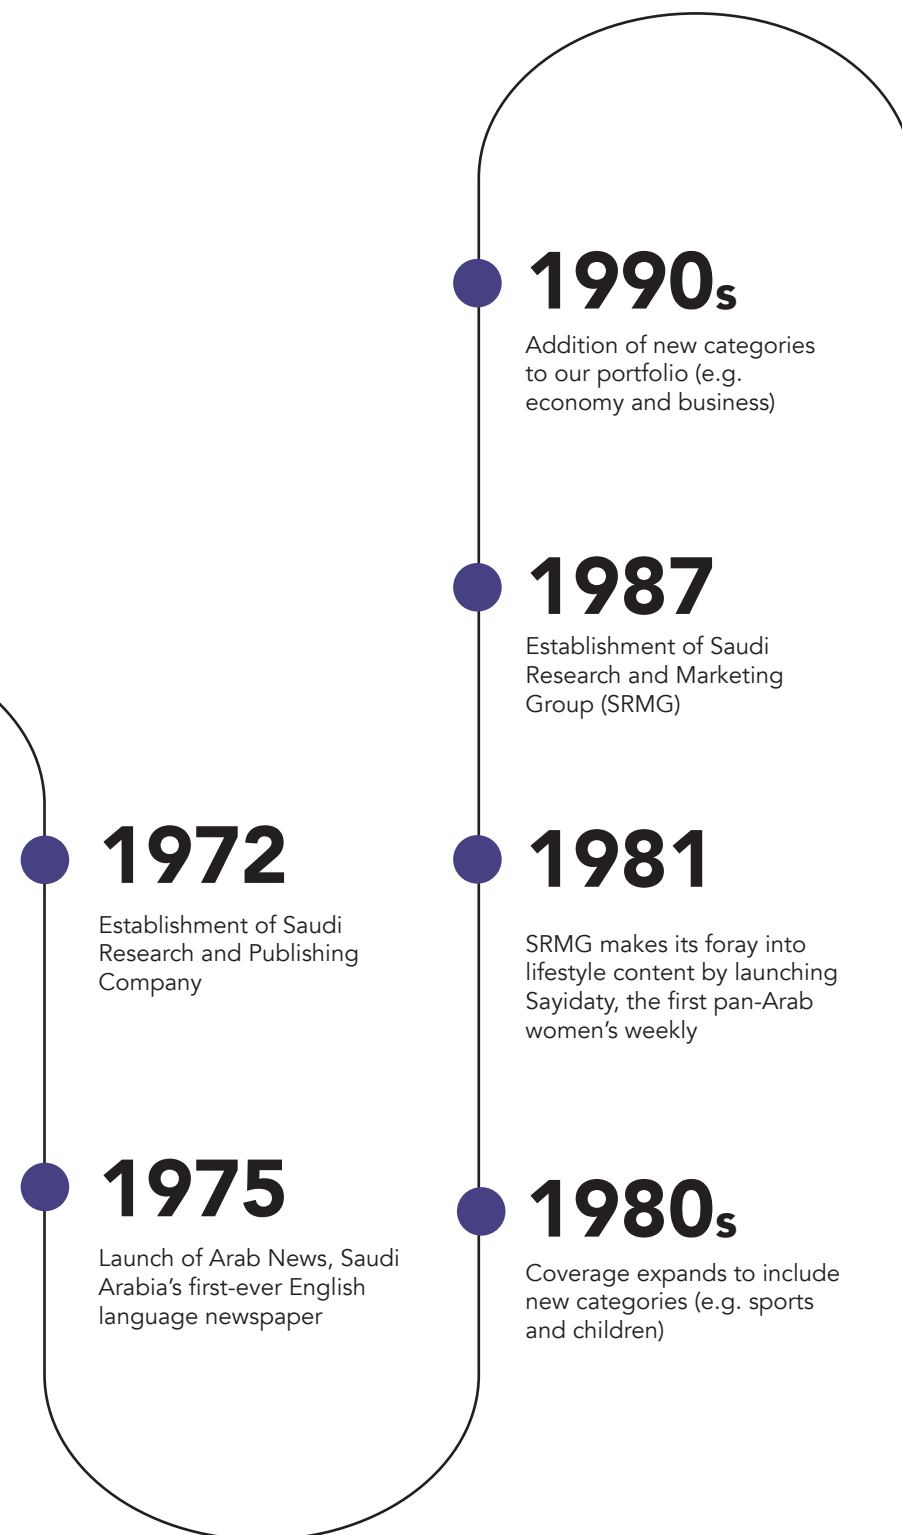 1972
Establishment of Saudi
Research and Publishing
Company
1975
Launch of Arab News, Saudi
Arabia’s first-ever English
language newspaper
1980s
Coverage expands to include
new categories (e.g. sports
and children)
1981
SRMG makes its foray into
lifestyle content by launching
Sayidaty, the first pan-Arab
women’s weekly
1987
Establishment of Saudi
Research and Marketing
Group (SRMG)
1990s
Addition of new categories
to our portfolio (e.g.
economy and business)